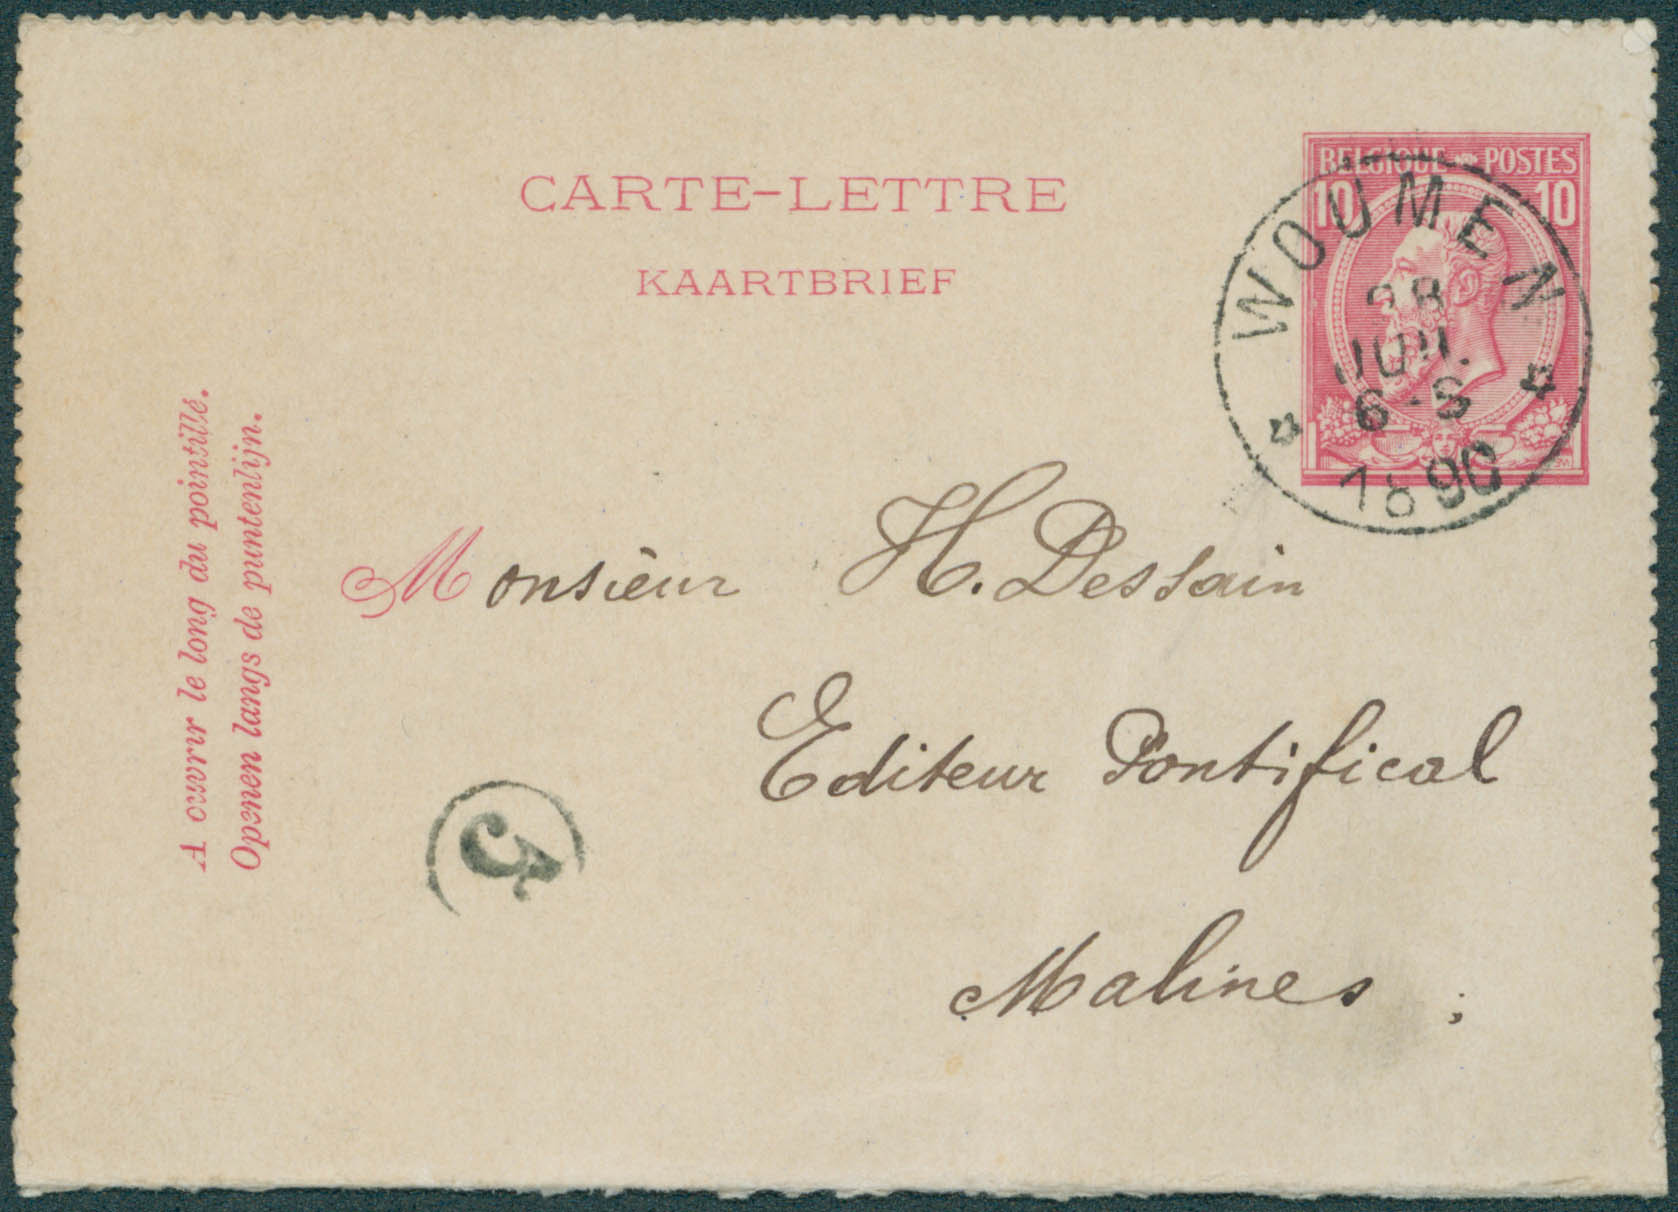 CARTE-LETTRE
KAARTBRIEF
BELGIQUE POSTES
10 10
WOUMEN
28
JUIL.
6-S
1890
A ouvrir le long du pointillé.
Openen langs de puntenlijn.
Monsieur H. Dessain
Editeur Pontifical
Malines ;
5